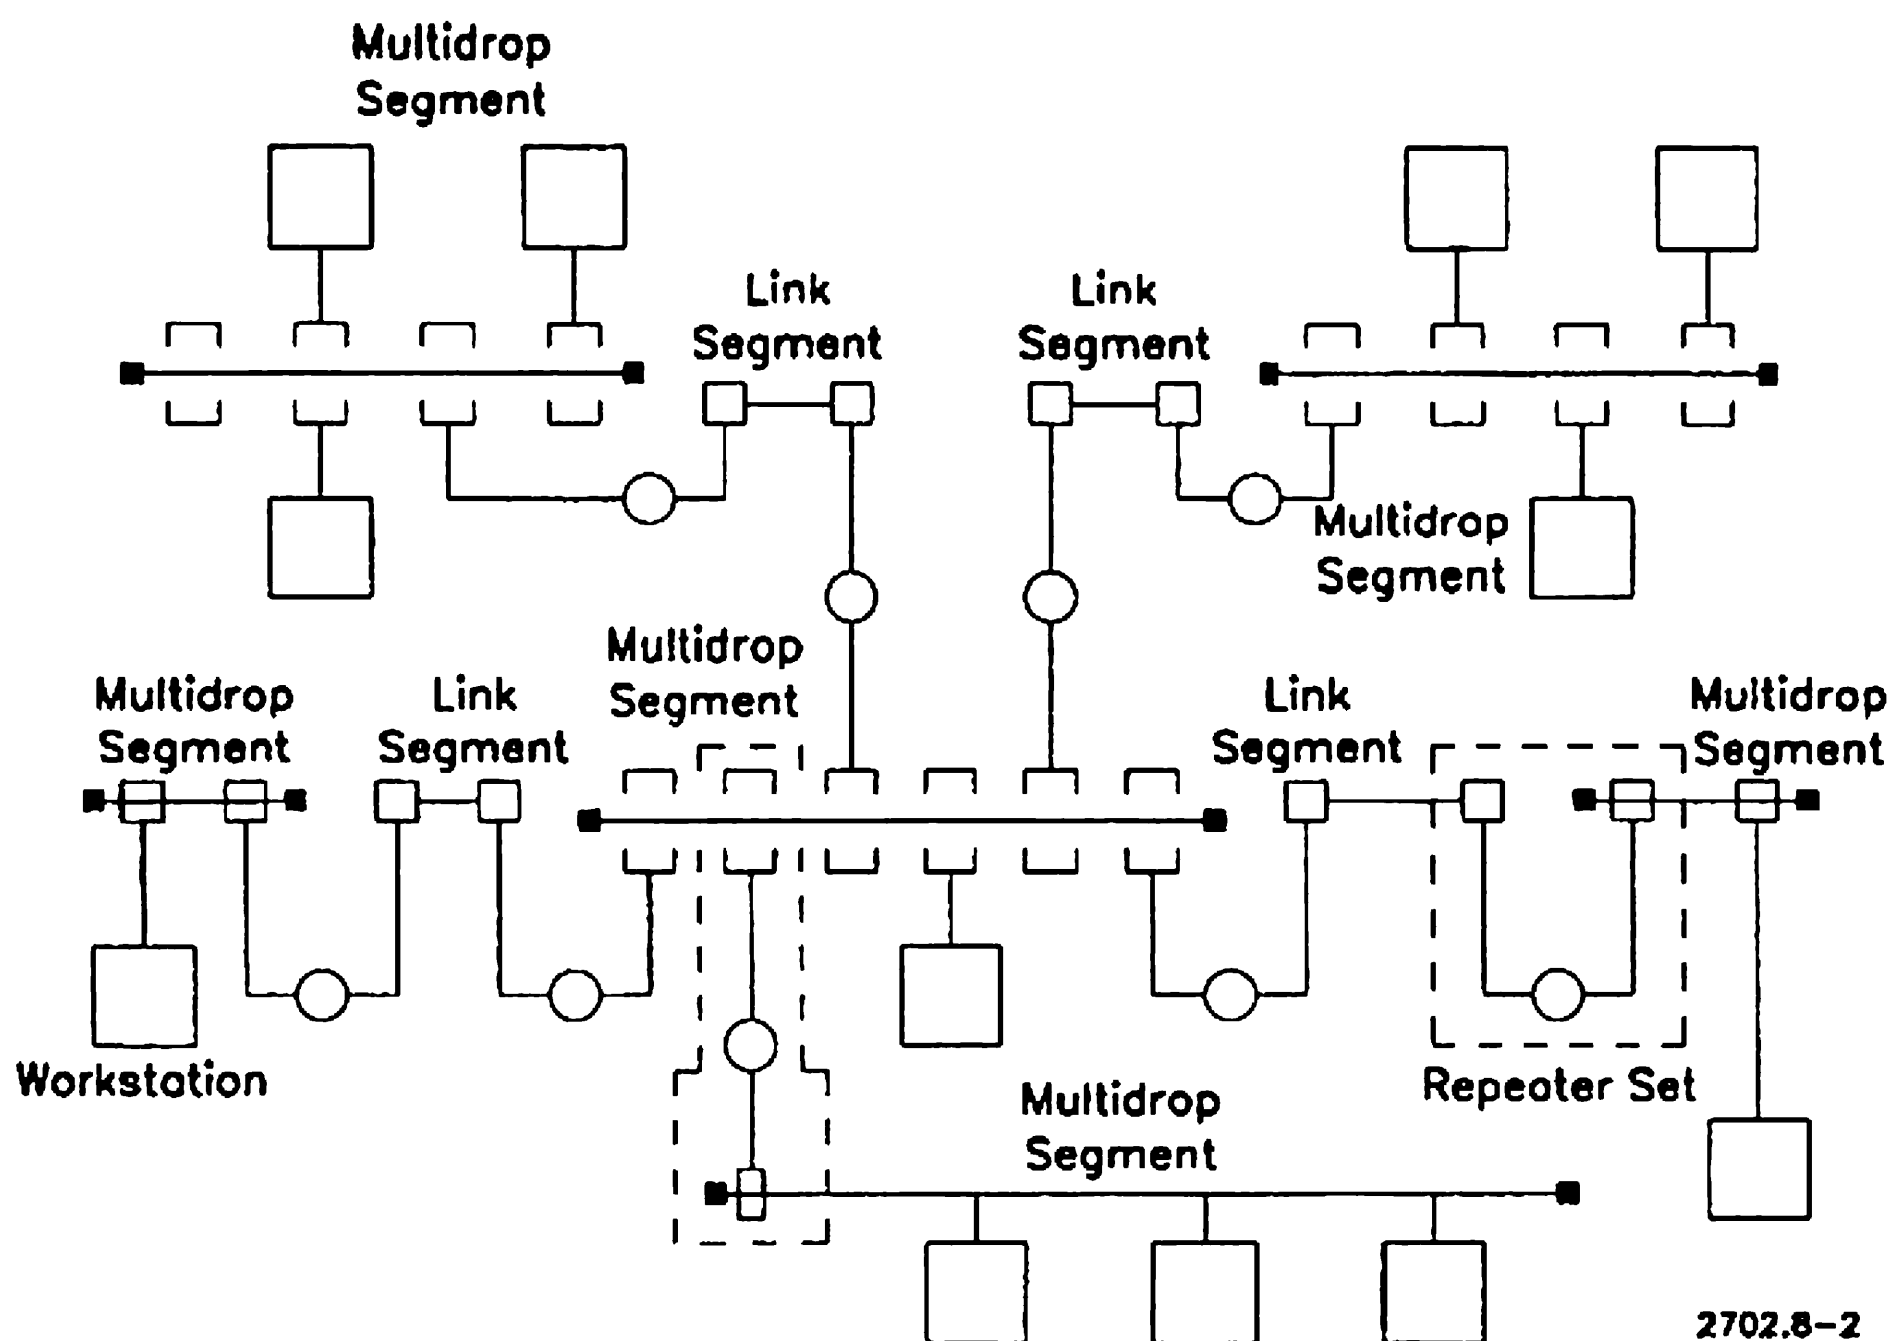 Multidrop
Segment
Link
Segment
Link
Segment
Multidrop
Segment
Multidrop
Segment
Multidrop
Segment
Link
Segment
Link
Segment
Multidrop
Segment
Workstation
Repeater Set
Multidrop
Segment
2702.8-2